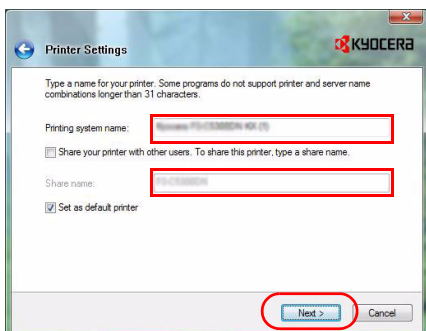 KYOCERA
Printer Settings
Type a name for your printer. Some programs do not support printer and server name
combinations longer than 31 characters.
Printing system name:
Share your printer with other users. To share this printer, type a share name.
Share name:
Set as default printer
Next >
Cancel